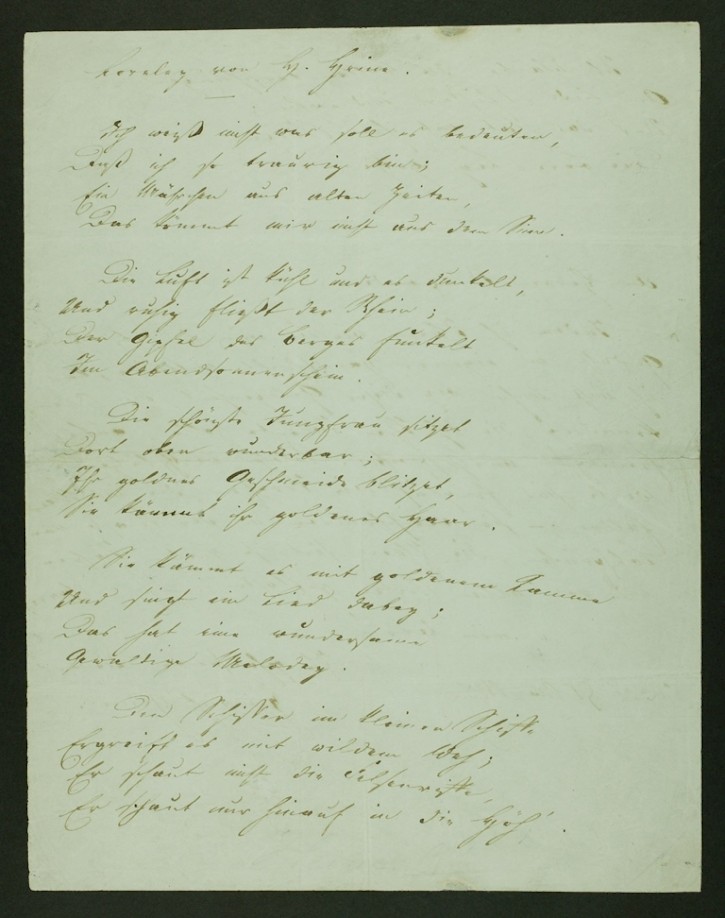 Loreley von H. Heine.
Ich weiß nicht was soll es bedeuten,
Daß ich so traurig bin;
Ein Mährchen aus alten Zeiten,
Das kommt mir nicht aus dem Sinn.
Die Luft ist kühl und es dunkelt,
Und ruhig fließt der Rhein;
Der Gipfel des Berges funkelt
Im Abendsonnenschein.
Die schönste Jungfrau sitzet
Dort oben wunderbar;
Ihr goldnes Geschmeide blitzet,
Sie kämmt ihr goldenes Haar.
Sie kämmt es mit goldenem Kamme
Und singt ein Lied dabey;
Das hat eine wundersame
Gewaltige Melodey.
Den Schiffer im kleinen Schiffe
Ergreift es mit wildem Weh;
Er schaut nicht die Felsenriffe,
Er schaut nur hinauf in die Höh'.